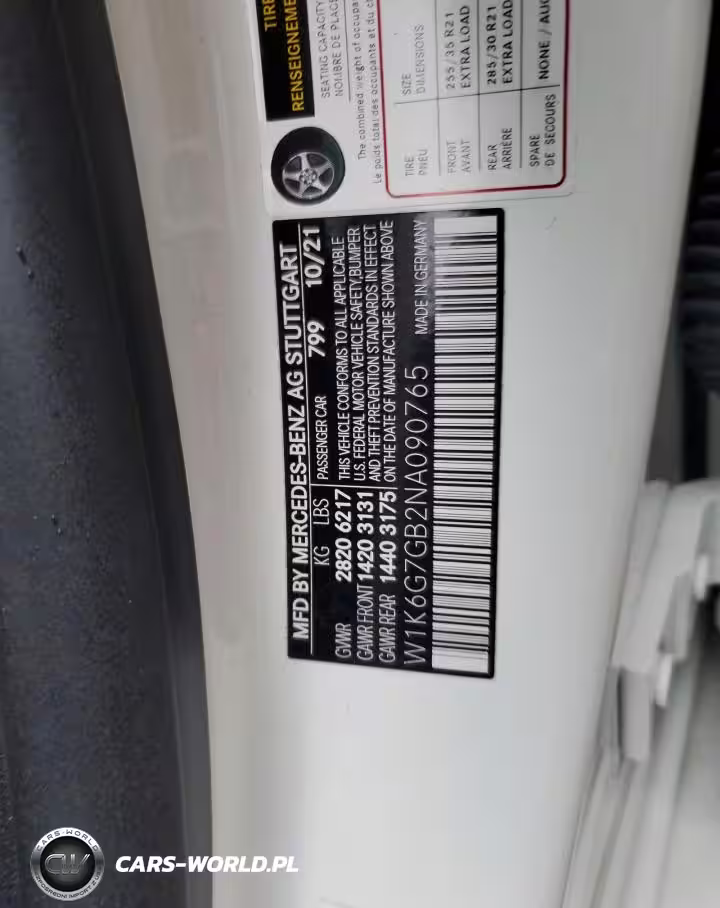 TIRE
RENSEIGNEME
SEATING CAPACITY
NOMBRE DE PLACE
The combined weight of occupa
Le poids total des occupants et du c
TIRE
PNEU
SIZE
DIMENSIONS
FRONT
AVANT
255/35 R21
EXTRA LOAD
REAR
ARRIÈRE
285/30 R21
EXTRA LOAD
SPARE
DE SECOURS
NONE / AUC
MFD BY MERCEDES-BENZ AG STUTTGART
KG LBS PASSENGER CAR 799 10/21
GVWR 2820 6217 THIS VEHICLE CONFORMS TO ALL APPLICABLE
GAWR FRONT 1420 3131 U.S. FEDERAL MOTOR VEHICLE SAFETY,BUMPER
AND THEFT PREVENTION STANDARDS IN EFFECT
GAWR REAR 1440 3175 ON THE DATE OF MANUFACTURE SHOWN ABOVE
W1K6G7GB2NA090765 MADE IN GERMANY
CARS-WORLD
CW
CARS-WORLD.PL